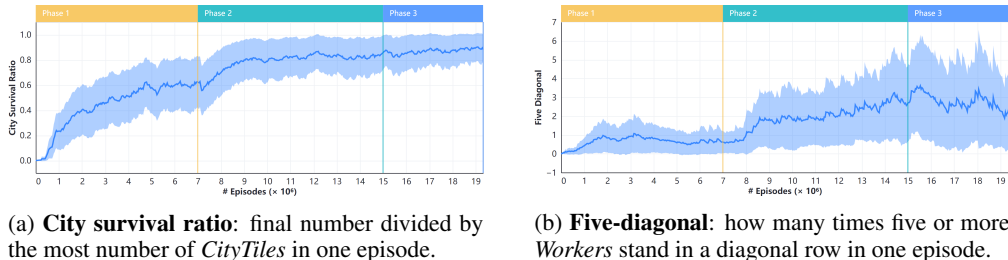 Phase 1 Phase 2 Phase 3
1.0
0.8
0.6
0.4
0.2
0.0
City Survival Ratio
0 1 2 3 4 5 6 7 8 9 10 11 12 13 14 15 16 17 18 19
# Episodes (× 10⁶)
(a) City survival ratio: final number divided by
the most number of CityTiles in one episode.
Phase 1 Phase 2 Phase 3
7
6
5
4
3
2
1
0
−1
Five Diagonal
0 1 2 3 4 5 6 7 8 9 10 11 12 13 14 15 16 17 18 19
# Episodes (× 10⁶)
(b) Five-diagonal: how many times five or more
Workers stand in a diagonal row in one episode.